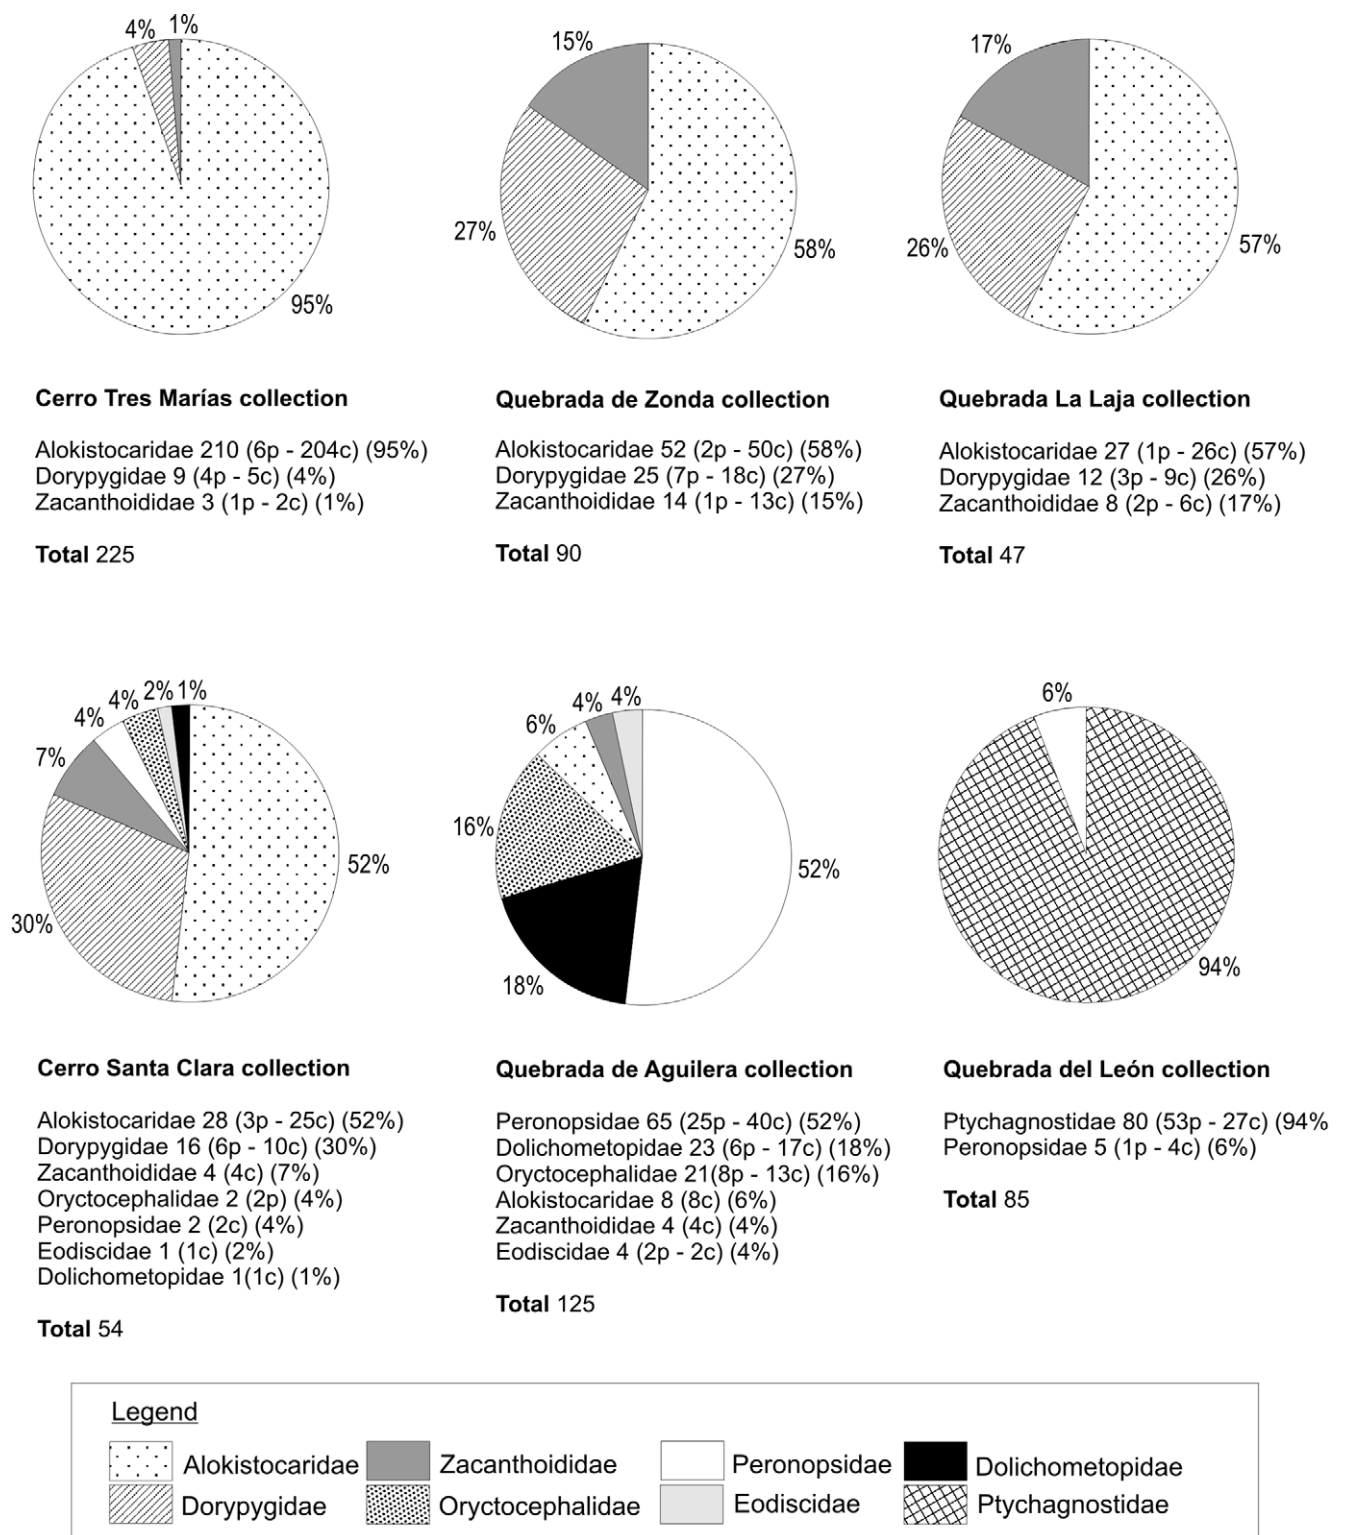 4% 1%
95%
Cerro Tres Marías collection
Alokistocaridae 210 (6p - 204c) (95%)
Dorypygidae 9 (4p - 5c) (4%)
Zacanthoididae 3 (1p - 2c) (1%)
Total 225
15%
27%
58%
Quebrada de Zonda collection
Alokistocaridae 52 (2p - 50c) (58%)
Dorypygidae 25 (7p - 18c) (27%)
Zacanthoididae 14 (1p - 13c) (15%)
Total 90
17%
26%
57%
Quebrada La Laja collection
Alokistocaridae 27 (1p - 26c) (57%)
Dorypygidae 12 (3p - 9c) (26%)
Zacanthoididae 8 (2p - 6c) (17%)
Total 47
4% 4% 2% 1%
7%
52%
30%
Cerro Santa Clara collection
Alokistocaridae 28 (3p - 25c) (52%)
Dorypygidae 16 (6p - 10c) (30%)
Zacanthoididae 4 (4c) (7%)
Oryctocephalidae 2 (2p) (4%)
Peronopsidae 2 (2c) (4%)
Eodiscidae 1 (1c) (2%)
Dolichometopidae 1(1c) (1%)
Total 54
6% 4% 4%
16%
52%
18%
Quebrada de Aguilera collection
Peronopsidae 65 (25p - 40c) (52%)
Dolichometopidae 23 (6p - 17c) (18%)
Oryctocephalidae 21(8p - 13c) (16%)
Alokistocaridae 8 (8c) (6%)
Zacanthoididae 4 (4c) (4%)
Eodiscidae 4 (2p - 2c) (4%)
Total 125
6%
94%
Quebrada del León collection
Ptychagnostidae 80 (53p - 27c) (94%
Peronopsidae 5 (1p - 4c) (6%)
Total 85
Legend
Alokistocaridae Zacanthoididae Peronopsidae Dolichometopidae
Dorypygidae Oryctocephalidae Eodiscidae Ptychagnostidae